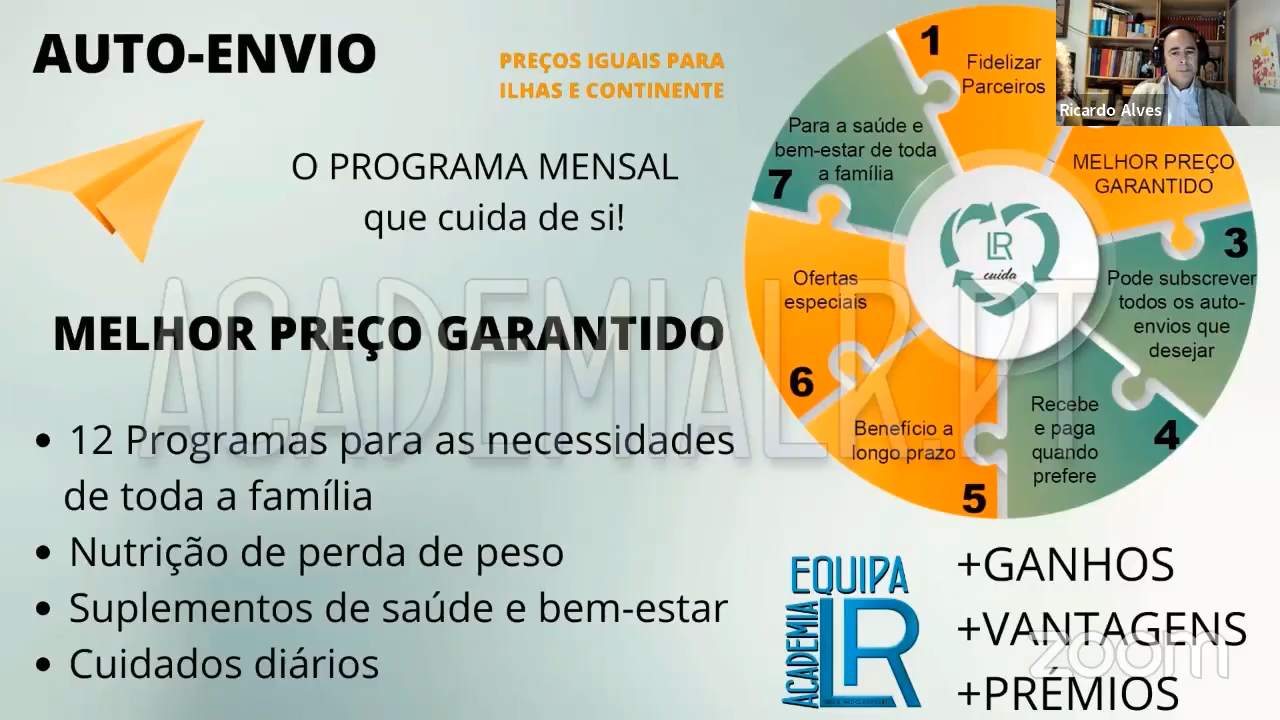 AUTO-ENVIO
PREÇOS IGUAIS PARA
ILHAS E CONTINENTE
O PROGRAMA MENSAL
que cuida de si!
MELHOR PREÇO GARANTIDO
• 12 Programas para as necessidades
de toda a família
• Nutrição de perda de peso
• Suplementos de saúde e bem-estar
• Cuidados diários
1
Fidelizar
Parceiros
Ricardo Alves
MELHOR PREÇO
GARANTIDO
3
Pode subscrever
todos os auto-
envios que
desejar
4
Recebe
e paga
quando
prefere
5
Benefício a
longo prazo
6
Ofertas
especiais
7
Para a saúde e
bem-estar de toda
a família
LR
cuida
ACADEMIALR.PT
EQUIPA
ACADEMIA
LR
+GANHOS
+VANTAGENS
+PRÉMIOS
zoom